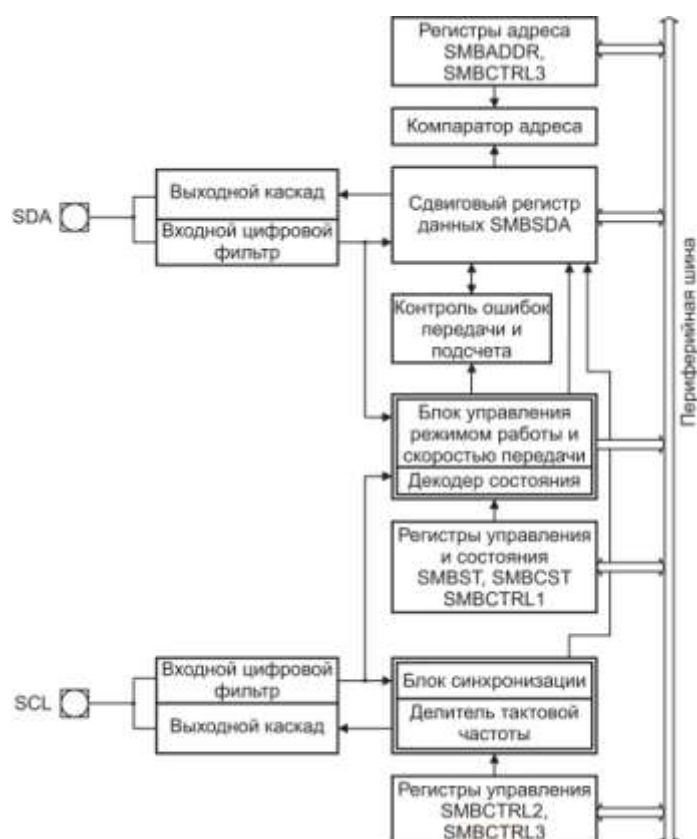 Регистры адреса
SMBADDR,
SMBCTRL3
Компаратор адреса
SDA
Выходной каскад
Входной цифровой
фильтр
Сдвиговый регистр
данных SMBSDA
Контроль ошибок
передачи и
подсчета
Периферийная шина
Блок управления
режимом работы и
скоростью передачи
Декодер состояния
Регистры управления
и состояния
SMBST, SMBCST
SMBCTRL1
SCL
Входной цифровой
фильтр
Выходной каскад
Блок синхронизации
Делитель тактовой
частоты
Регистры управления
SMBCTRL2,
SMBCTRL3